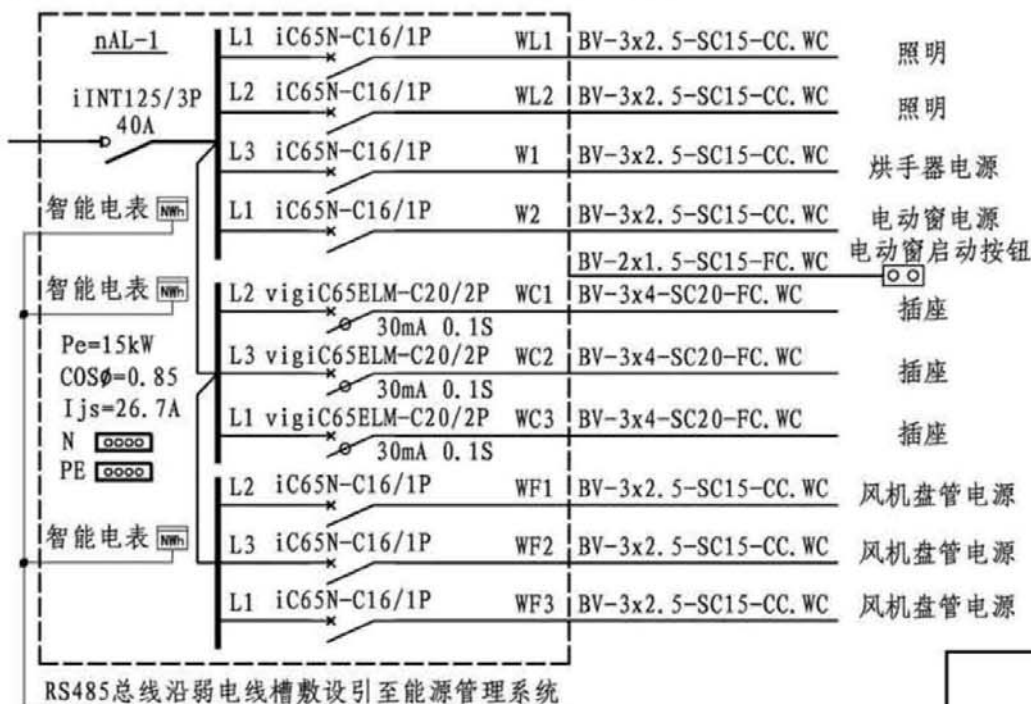 nAL-1
iINT125/3P
40A
L1 iC65N-C16/1P WL1 BV-3x2.5-SC15-CC.WC 照明
L2 iC65N-C16/1P WL2 BV-3x2.5-SC15-CC.WC 照明
L3 iC65N-C16/1P W1 BV-3x2.5-SC15-CC.WC 烘手器电源
智能电表 NWh
L1 iC65N-C16/1P W2 BV-3x2.5-SC15-CC.WC 电动窗电源
BV-2x1.5-SC15-FC.WC 电动窗启动按钮
智能电表 NWh
L2 vigiC65ELM-C20/2P WC1 BV-3x4-SC20-FC.WC 插座
30mA 0.1S
Pe=15kW
COSø=0.85
Ijs=26.7A
N
PE
L3 vigiC65ELM-C20/2P WC2 BV-3x4-SC20-FC.WC 插座
30mA 0.1S
L1 vigiC65ELM-C20/2P WC3 BV-3x4-SC20-FC.WC 插座
30mA 0.1S
L2 iC65N-C16/1P WF1 BV-3x2.5-SC15-CC.WC 风机盘管电源
智能电表 NWh
L3 iC65N-C16/1P WF2 BV-3x2.5-SC15-CC.WC 风机盘管电源
L1 iC65N-C16/1P WF3 BV-3x2.5-SC15-CC.WC 风机盘管电源
RS485总线沿弱电线槽敷设引至能源管理系统